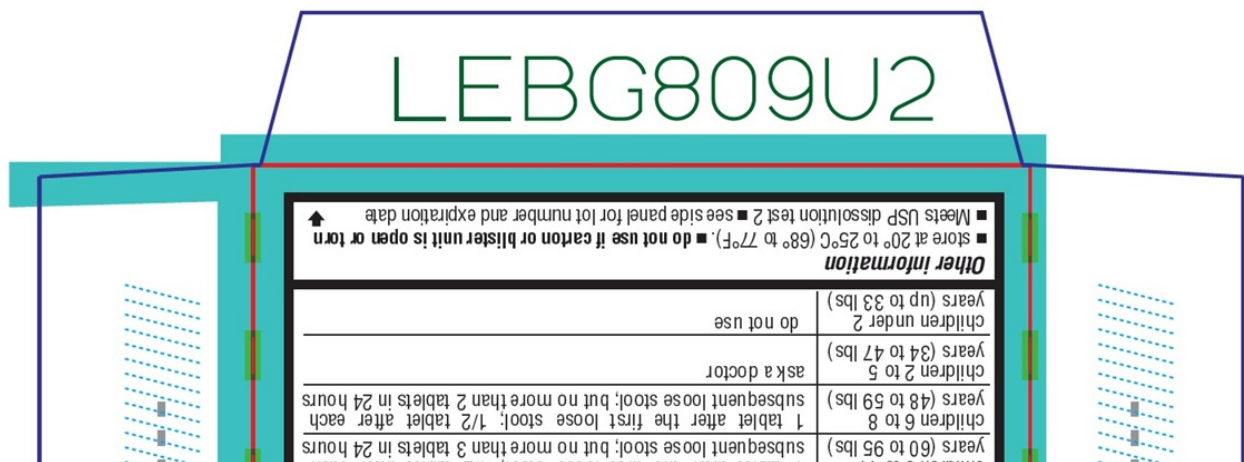 LEBG809U2
years (60 to 95 lbs) subsequent loose stool; but no more than 3 tablets in 24 hours
children 6 to 8 1 tablet after the first loose stool; 1/2 tablet after each
years (48 to 59 lbs) subsequent loose stool; but no more than 2 tablets in 24 hours
children 2 to 5 ask a doctor
years (34 to 47 lbs)
children under 2 do not use
years (up to 33 lbs)
Other information
■ store at 20° to 25°C (68° to 77°F). ■ do not use if carton or blister unit is open or torn
■ Meets USP dissolution test 2 ■ see side panel for lot number and expiration date